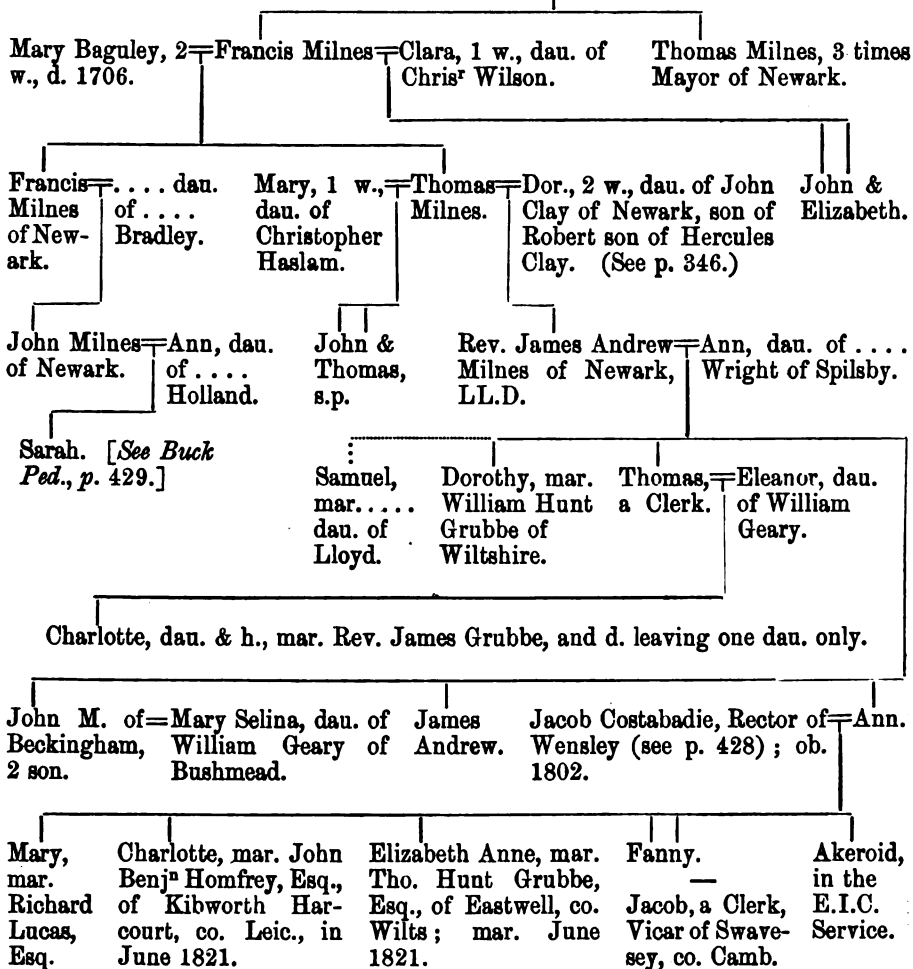 Mary Baguley, 2
w., d. 1706.
Francis Milnes
Clara, 1 w., dau. of
Chrisʳ Wilson.
Thomas Milnes, 3 times
Mayor of Newark.
Francis
Milnes
of New-
ark.
.... dau.
of ....
Bradley.
Mary, 1 w.,
dau. of
Christopher
Haslam.
Thomas
Milnes.
Dor., 2 w., dau. of John
Clay of Newark, son of
Robert son of Hercules
Clay. (See p. 346.)
John &
Elizabeth.
John Milnes
of Newark.
Ann, dau.
of ....
Holland.
John &
Thomas,
s.p.
Rev. James Andrew
Milnes of Newark,
LL.D.
Ann, dau. of ....
Wright of Spilsby.
Sarah. [See Buck
Ped., p. 429.]
Samuel,
mar.....
dau. of
Lloyd.
Dorothy, mar.
William Hunt
Grubbe of
Wiltshire.
Thomas,
a Clerk.
Eleanor, dau.
of William
Geary.
Charlotte, dau. & h., mar. Rev. James Grubbe, and d. leaving one dau. only.
John M. of
Beckingham,
2 son.
Mary Selina, dau. of
William Geary of
Bushmead.
James
Andrew.
Jacob Costabadie, Rector of
Wensley (see p. 428) ; ob.
1802.
Ann.
Mary,
mar.
Richard
Lucas,
Esq.
Charlotte, mar. John
Benjⁿ Homfrey, Esq.,
of Kibworth Har-
court, co. Leic., in
June 1821.
Elizabeth Anne, mar.
Tho. Hunt Grubbe,
Esq., of Eastwell, co.
Wilts ; mar. June
1821.
Fanny.
—
Jacob, a Clerk,
Vicar of Swave-
sey, co. Camb.
Akeroid,
in the
E.I.C.
Service.